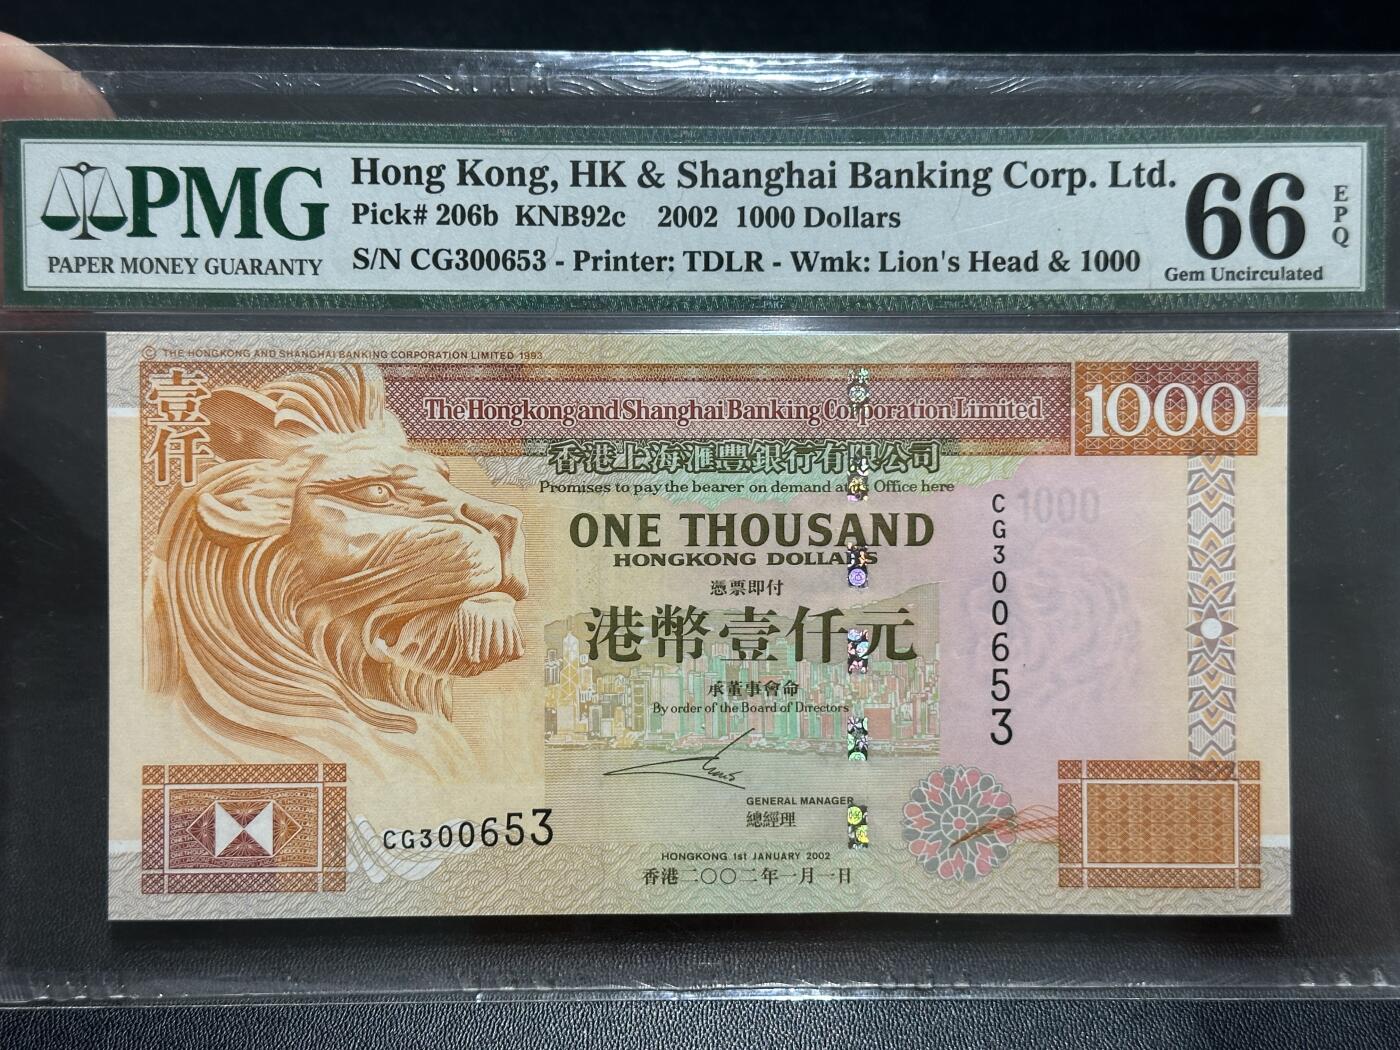 PMG
PAPER MONEY GUARANTY
Hong Kong, HK & Shanghai Banking Corp. Ltd.
Pick# 206b KNB92c 2002 1000 Dollars
S/N CG300653 - Printer: TDLR - Wmk: Lion's Head & 1000
66
EPQ
Gem Uncirculated
© THE HONGKONG AND SHANGHAI BANKING CORPORATION LIMITED 1993
壹仟
The Hongkong and Shanghai Banking Corporation Limited
1000
香港上海滙豐銀行有限公司
Promises to pay the bearer on demand at its Office here
ONE THOUSAND
HONGKONG DOLLARS
憑票即付
港幣壹仟元
承董事會命
By order of the Board of Directors
1000
CG300653
GENERAL MANAGER
總經理
CG300653
HONGKONG 1st JANUARY 2002
香港二〇〇二年一月一日